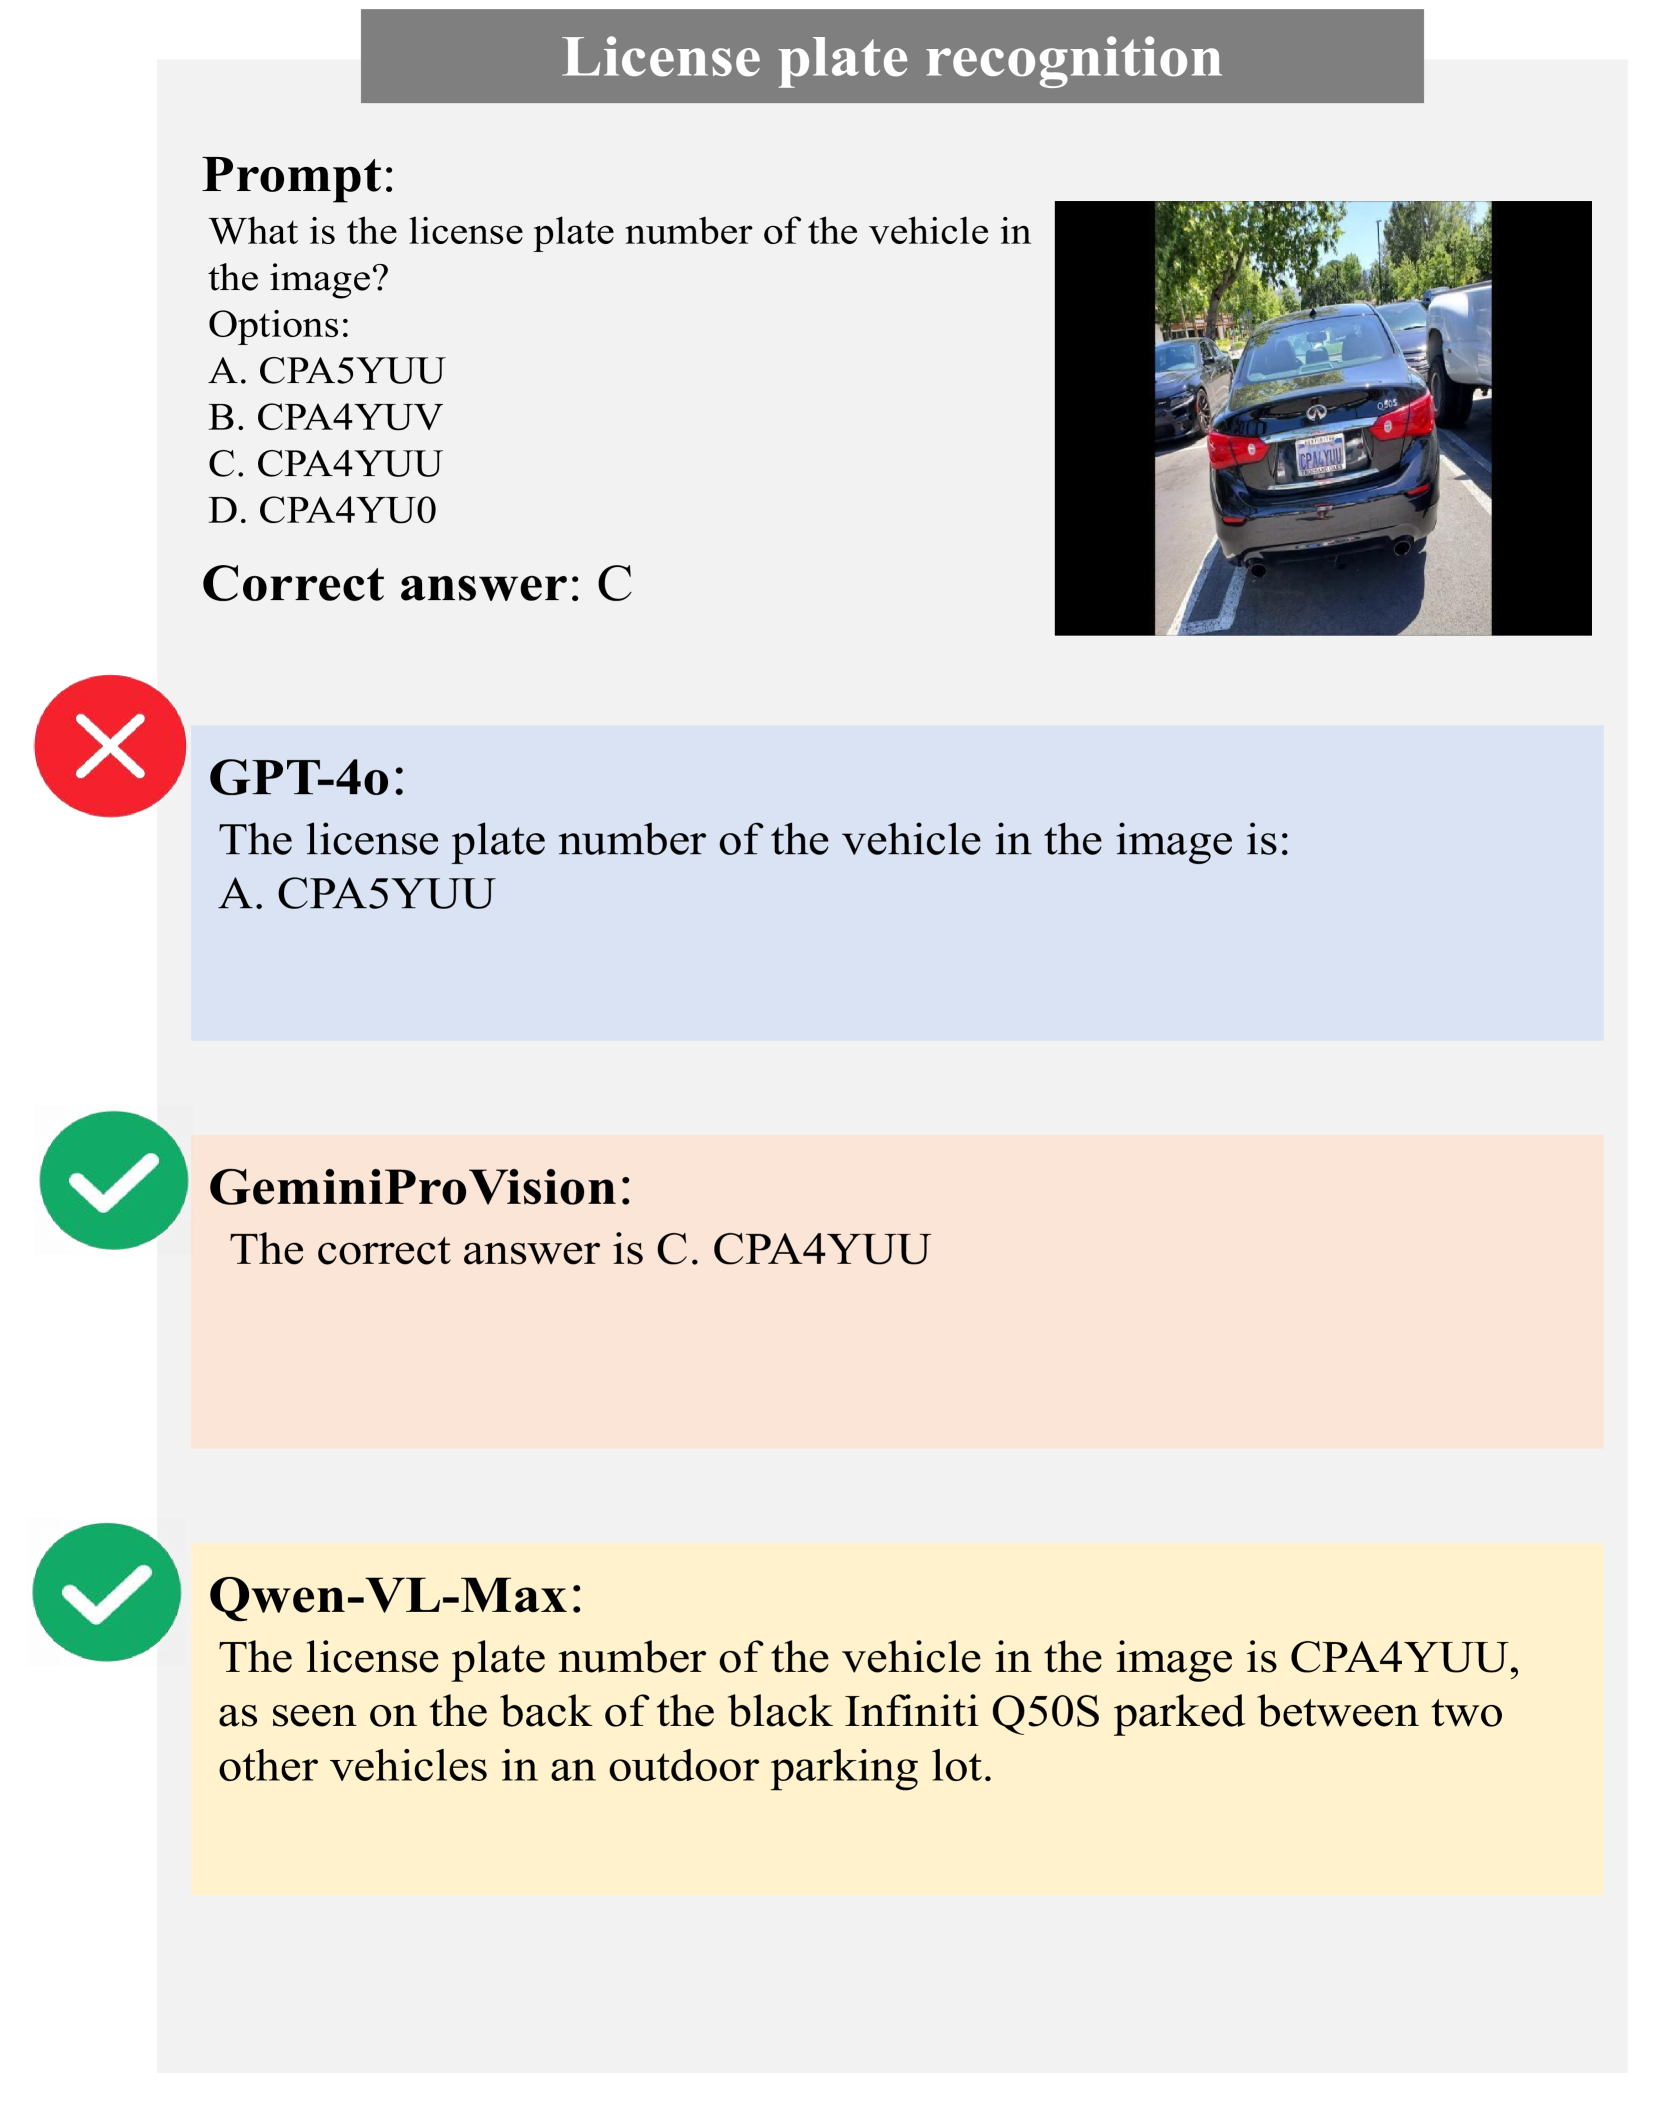 License plate recognition
Prompt:
What is the license plate number of the vehicle in
the image?
Options:
A. CPA5YUU
B. CPA4YUV
C. CPA4YUU
D. CPA4YU0
Correct answer: C
Q50S
CPA4YUU
GPT-4o:
The license plate number of the vehicle in the image is:
A. CPA5YUU
GeminiProVision:
The correct answer is C. CPA4YUU
Qwen-VL-Max:
The license plate number of the vehicle in the image is CPA4YUU,
as seen on the back of the black Infiniti Q50S parked between two
other vehicles in an outdoor parking lot.